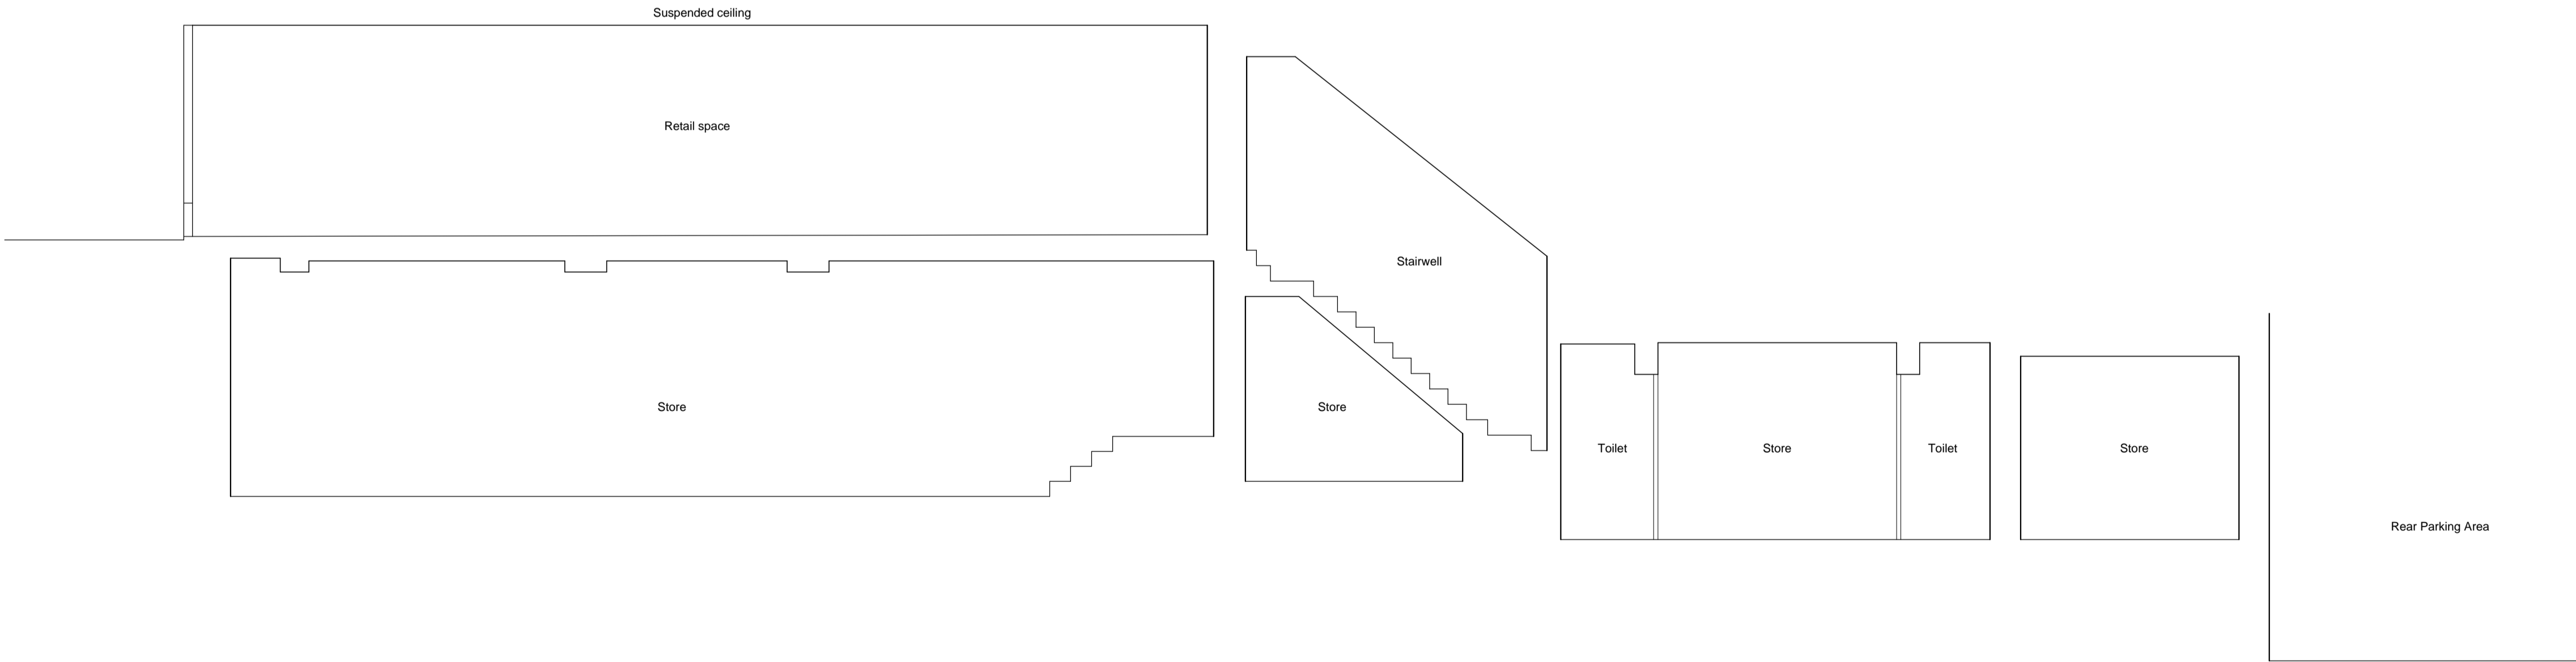 Suspended ceiling
Retail space
Stairwell
Store
Store
Toilet
Store
Toilet
Store
Rear Parking Area